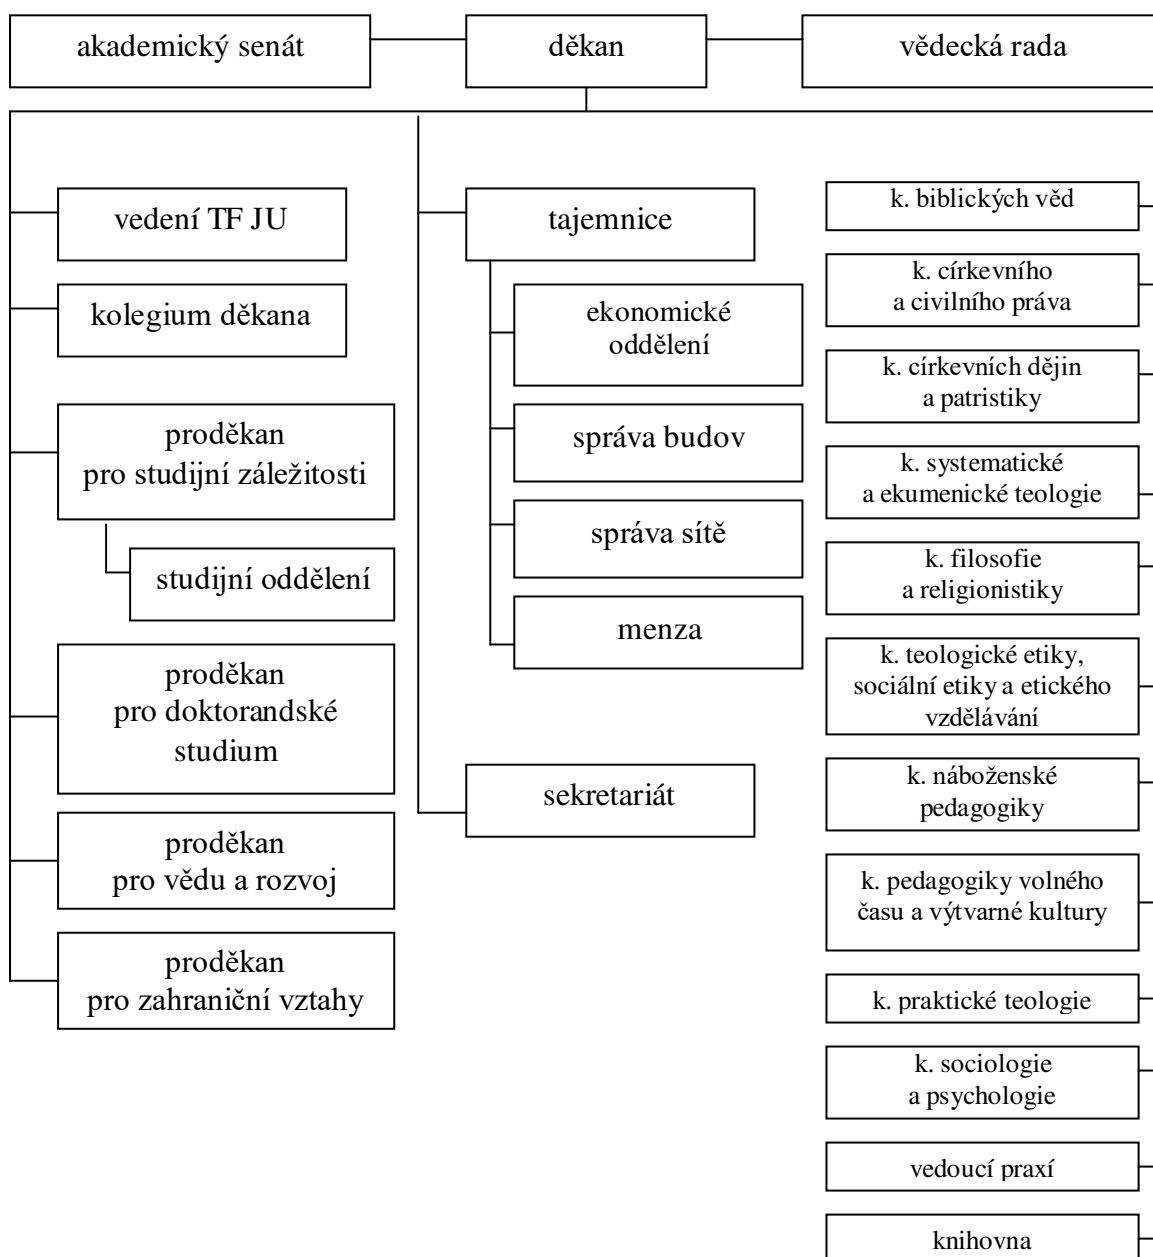 akademický senát
děkan
vědecká rada
vedení TF JU
kolegium děkana
proděkan
pro studijní záležitosti
studijní oddělení
proděkan
pro doktorandské
studium
proděkan
pro vědu a rozvoj
proděkan
pro zahraniční vztahy
tajemnice
ekonomické
oddělení
správa budov
správa sítě
menza
sekretariát
k. biblických věd
k. církevního
a civilního práva
k. církevních dějin
a patristiky
k. systematické
a ekumenické teologie
k. filosofie
a religionistiky
k. teologické etiky,
sociální etiky a etického
vzdělávání
k. náboženské
pedagogiky
k. pedagogiky volného
času a výtvarné kultury
k. praktické teologie
k. sociologie
a psychologie
vedoucí praxí
knihovna